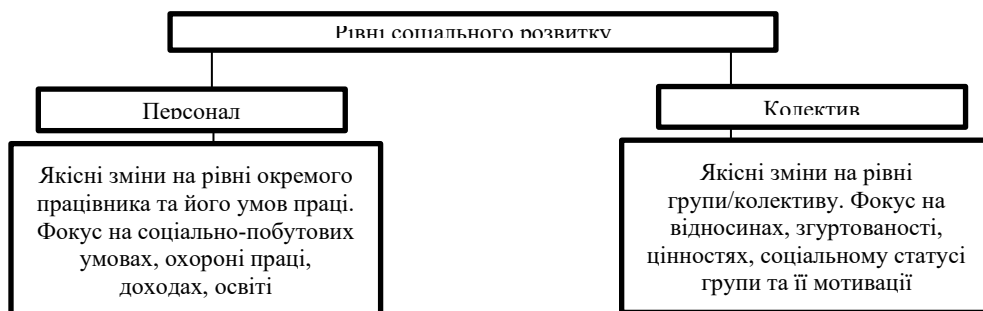 Рівні соціального розвитку
Персонал
Колектив
Якісні зміни на рівні окремого
працівника та його умов праці.
Фокус на соціально-побутових
умовах, охороні праці,
доходах, освіті
Якісні зміни на рівні
групи/колективу. Фокус на
відносинах, згуртованості,
цінностях, соціальному статусі
групи та її мотивації